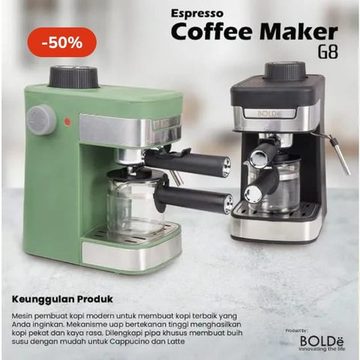 Espresso
Coffee Maker
G8
-50%
BOLDe
Keunggulan Produk
Mesin pembuat kopi modern untuk membuat kopi terbaik yang
Anda inginkan. Mekanisme uap bertekanan tinggi menghasilkan
kopi pekat dan kaya rasa. Dilengkapi pipa khusus membuat buih
susu dengan mudah untuk Cappucino dan Latte
Product by :
BOLDe
innovating the life